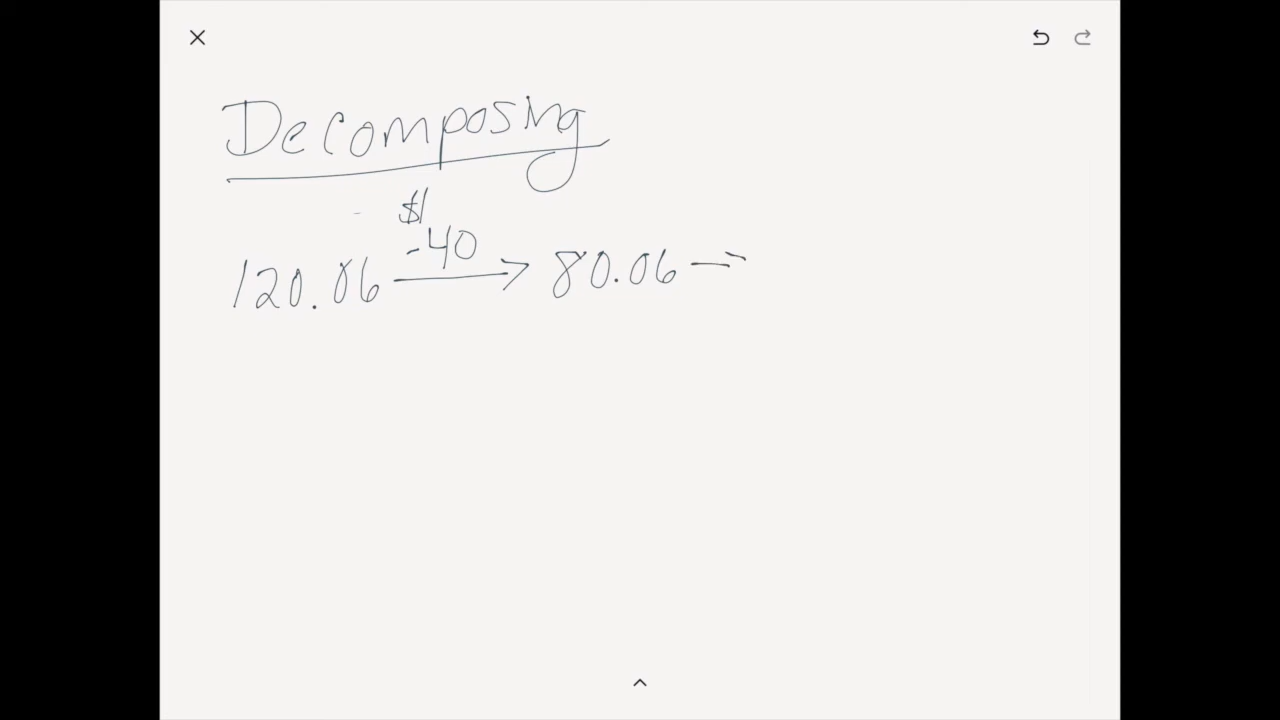 Decomposing
$1
-40
120.06 → 80.06 →